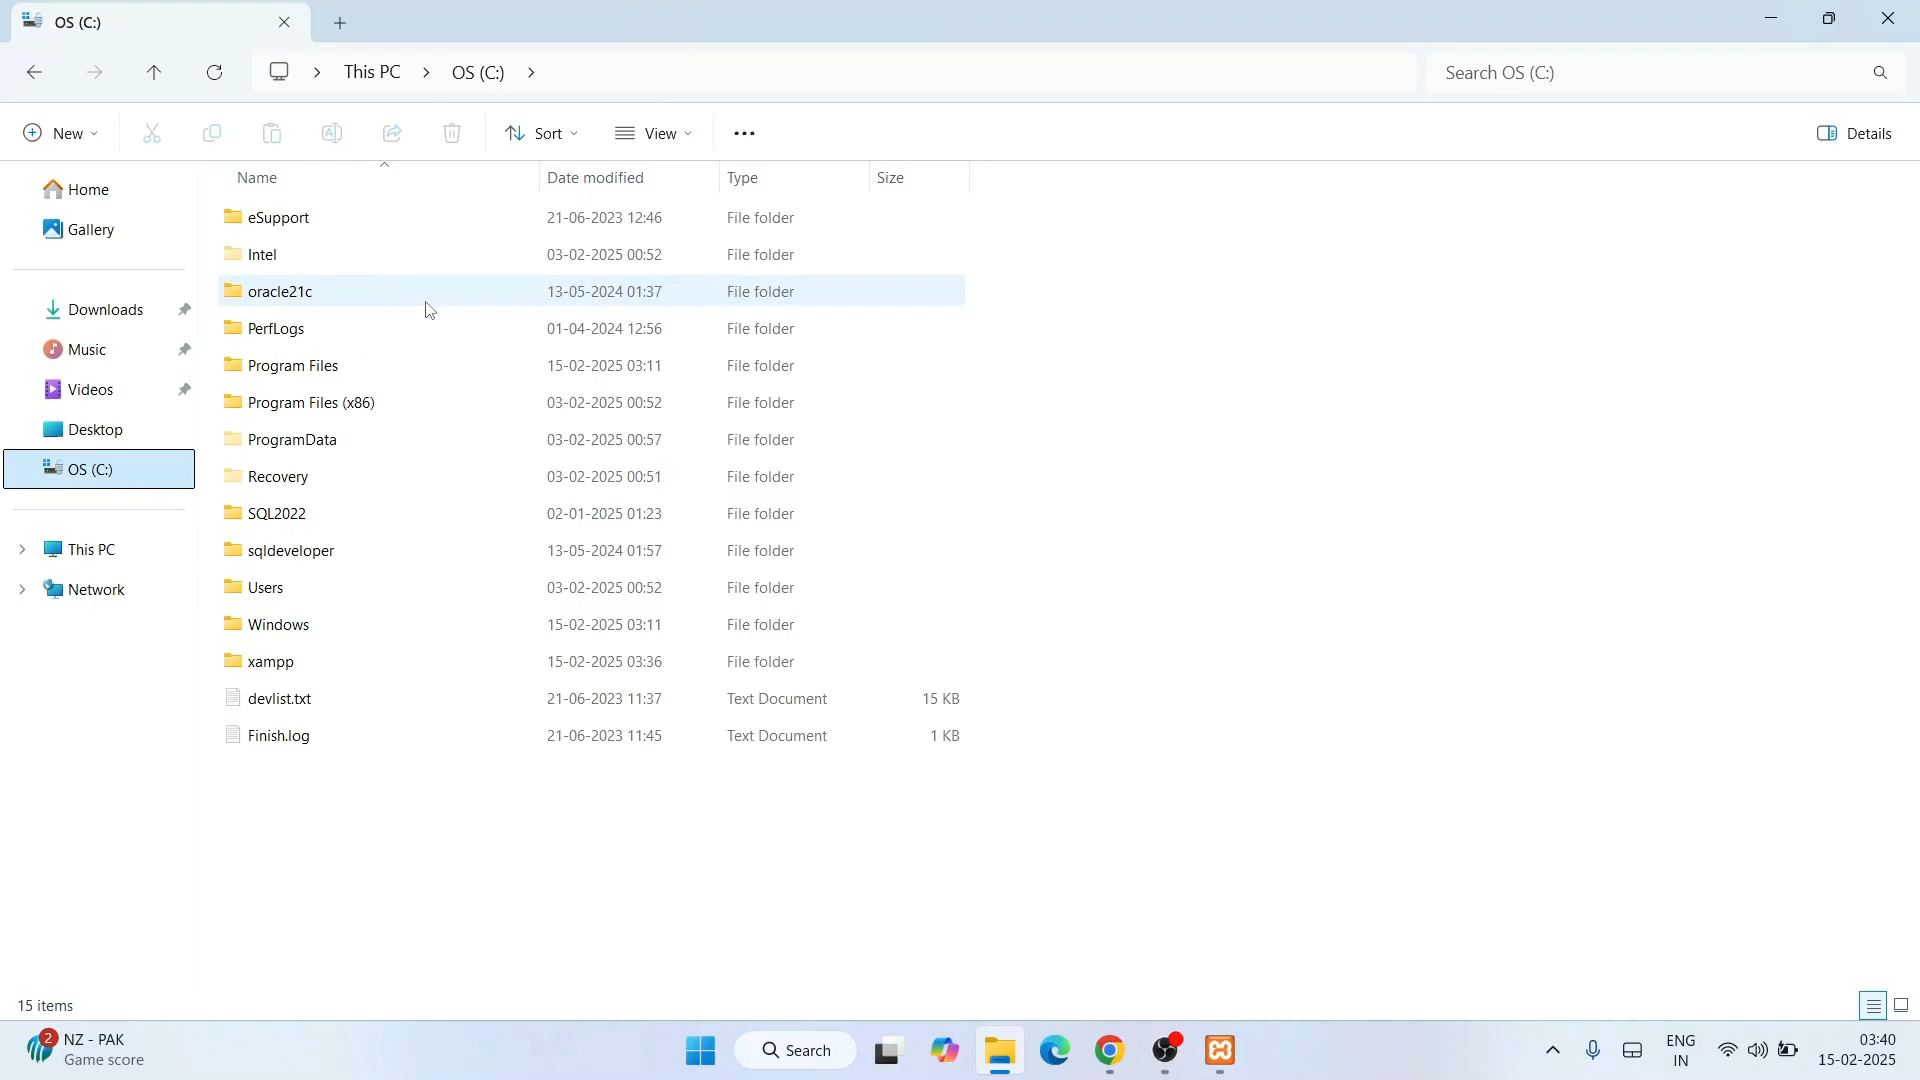 OS (C:)
This PC > OS (C:) >
Search OS (C:)
New
Sort
View
Details
Home
Gallery
Downloads
Music
Videos
Desktop
OS (C:)
This PC
Network
Name Date modified Type Size
eSupport 21-06-2023 12:46 File folder
Intel 03-02-2025 00:52 File folder
oracle21c 13-05-2024 01:37 File folder
PerfLogs 01-04-2024 12:56 File folder
Program Files 15-02-2025 03:11 File folder
Program Files (x86) 03-02-2025 00:52 File folder
ProgramData 03-02-2025 00:57 File folder
Recovery 03-02-2025 00:51 File folder
SQL2022 02-01-2025 01:23 File folder
sqldeveloper 13-05-2024 01:57 File folder
Users 03-02-2025 00:52 File folder
Windows 15-02-2025 03:11 File folder
xampp 15-02-2025 03:36 File folder
devlist.txt 21-06-2023 11:37 Text Document 15 KB
Finish.log 21-06-2023 11:45 Text Document 1 KB
15 items
2
NZ - PAK
Game score
Search
ENG
IN
03:40
15-02-2025